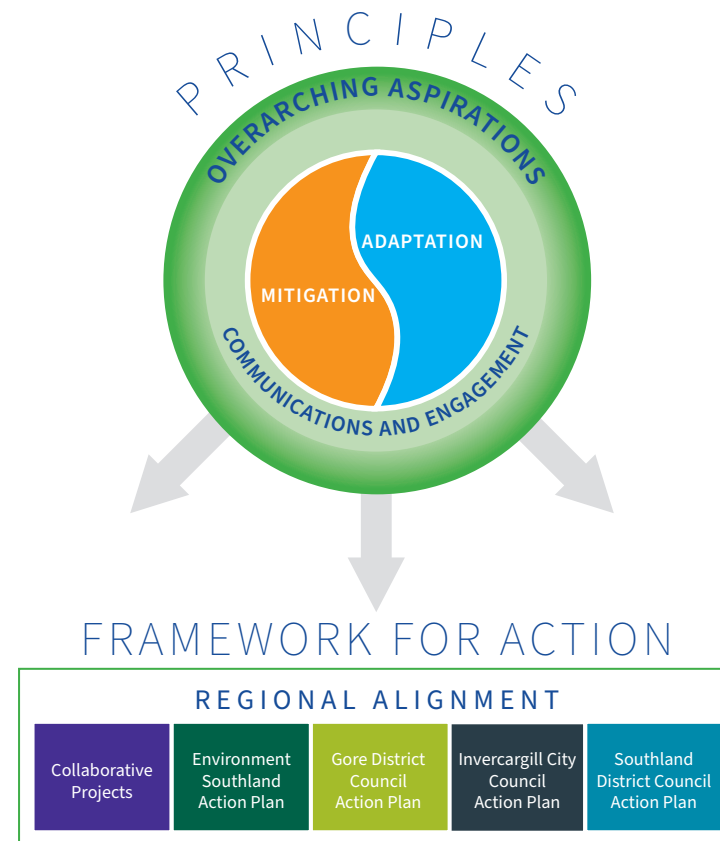 PRINCIPLES
OVERARCHING ASPIRATIONS
ADAPTATION
MITIGATION
COMMUNICATIONS AND ENGAGEMENT
FRAMEWORK FOR ACTION
REGIONAL ALIGNMENT
Collaborative
Projects
Environment
Southland
Action Plan
Gore District
Council
Action Plan
Invercargill City
Council
Action Plan
Southland
District Council
Action Plan